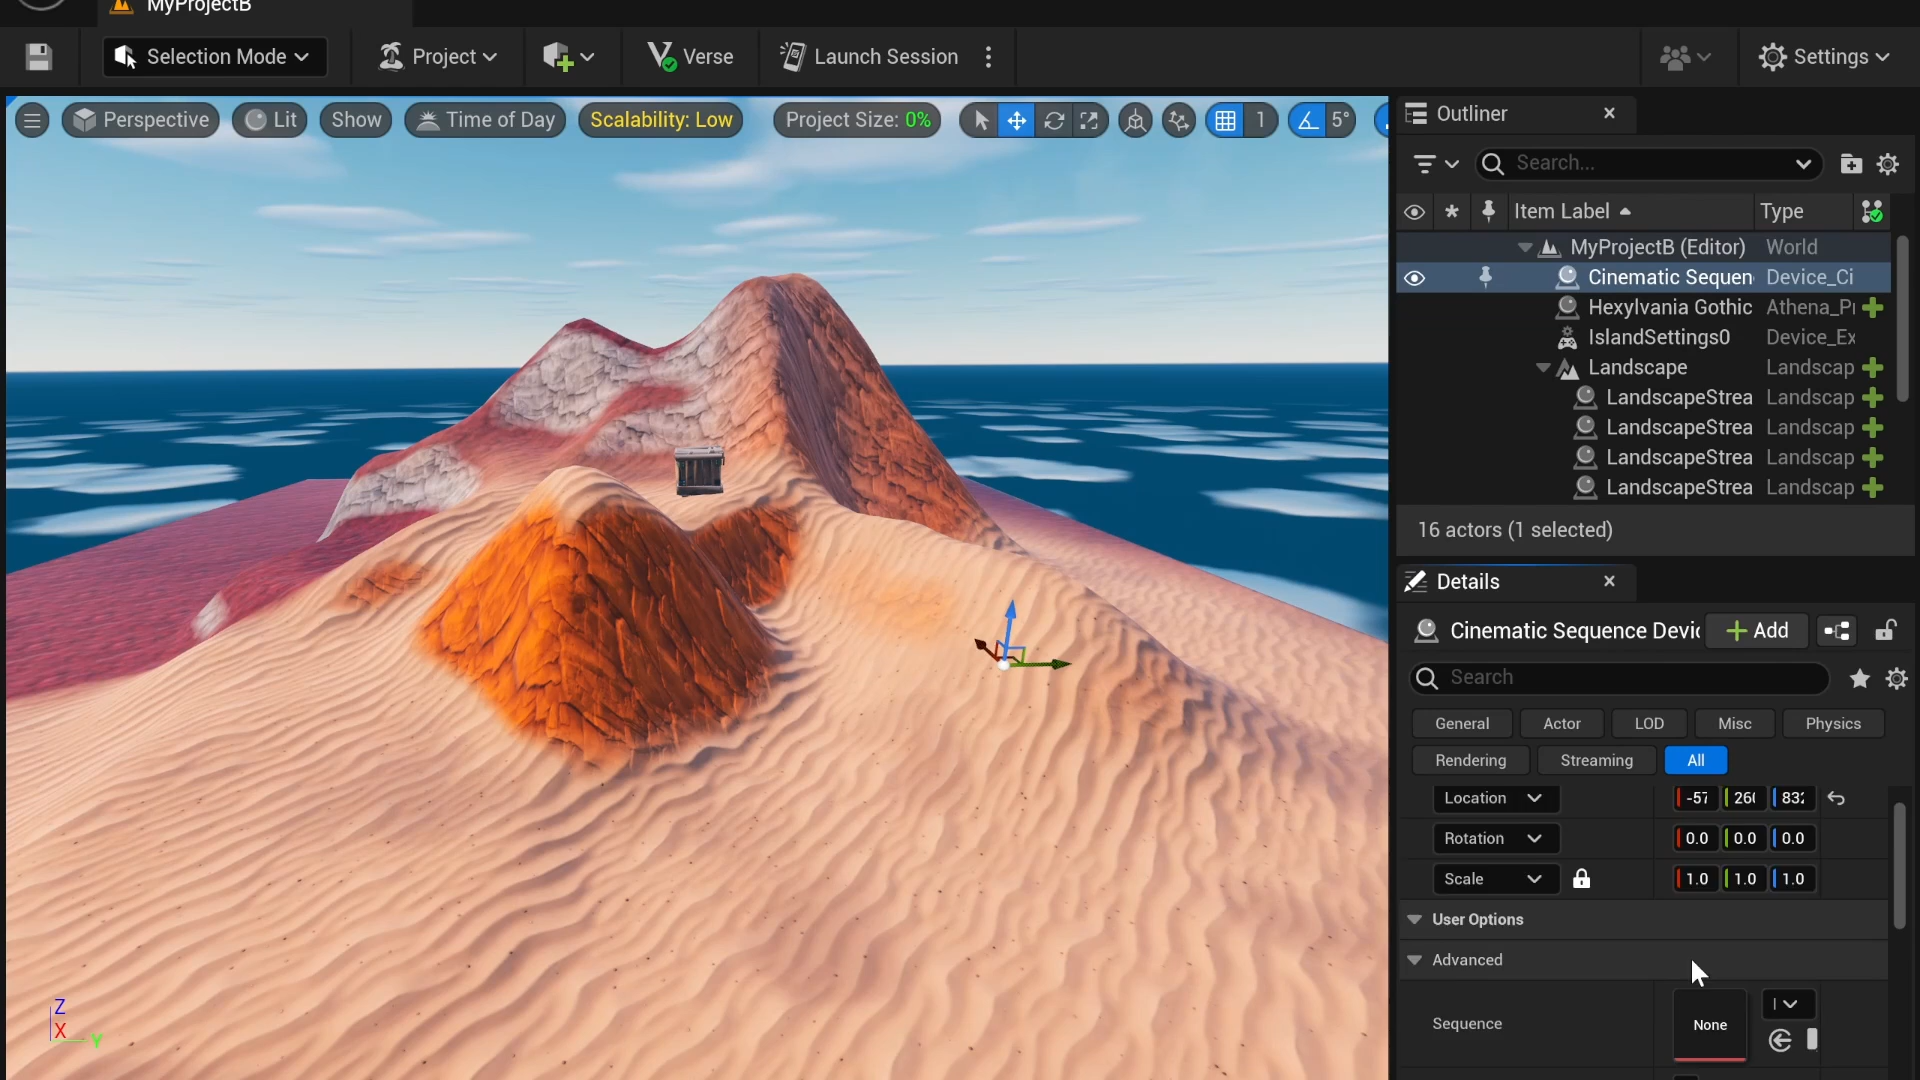 MyProjectB
Selection Mode
Project
Verse
Launch Session
Settings
Perspective
Lit
Show
Time of Day
Scalability: Low
Project Size: 0%
1
5°
Outliner
Search...
Item Label
Type
MyProjectB (Editor) World
Cinematic Sequen Device_Ci
Hexylvania Gothic Athena_P
IslandSettings0 Device_Ex
Landscape Landscap
LandscapeStrea Landscap
LandscapeStrea Landscap
LandscapeStrea Landscap
LandscapeStrea Landscap
16 actors (1 selected)
Details
Cinematic Sequence Devi
Add
Search
General Actor LOD Misc Physics
Rendering Streaming All
Location -57 26 832
Rotation 0.0 0.0 0.0
Scale 1.0 1.0 1.0
User Options
Advanced
Sequence
None
Z
X
Y